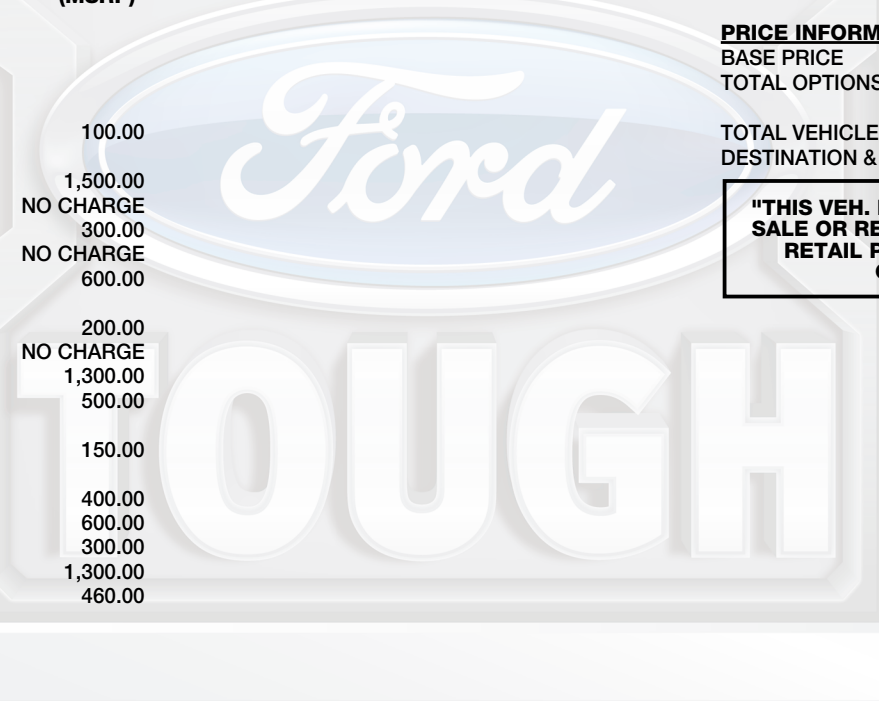 (MSRP)
100.00
1,500.00
NO CHARGE
300.00
NO CHARGE
600.00
200.00
NO CHARGE
1,300.00
500.00
150.00
400.00
600.00
300.00
1,300.00
460.00
PRICE INFORM
BASE PRICE
TOTAL OPTIONS
TOTAL VEHICLE
DESTINATION &
"THIS VEH.
SALE OR RE
RETAIL P
Ford
TOUGH